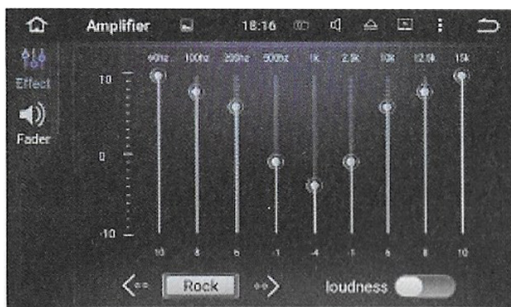 Amplifier 18:16
60hz 100hz 200hz 500hz 1k 2.5k 10k 12.5k 15k
Effect
Fader
10
0
-10
10 8 6 -1 -4 -1 6 8 10
Rock loudness